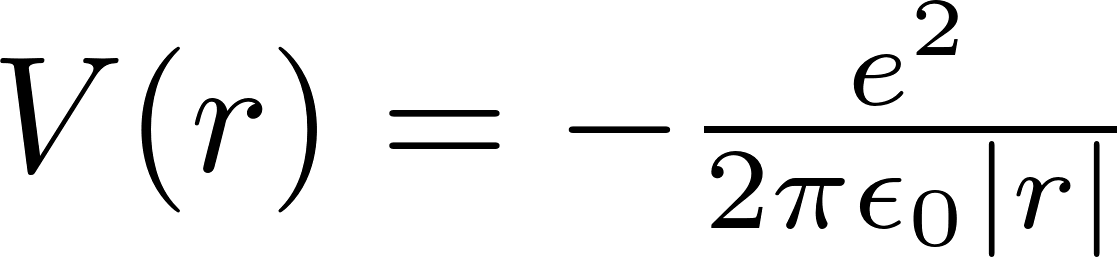 V(r) = -\frac{e^2}{2\pi\epsilon_0 |r|}